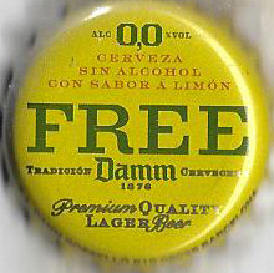 ALC 0,0 %VOL
CERVEZA
SIN ALCOHOL
CON SABOR A LIMÓN
FREE
TRADICIÓN Damm CERVECERA
1876
Premium QUALITY
LAGER Beer